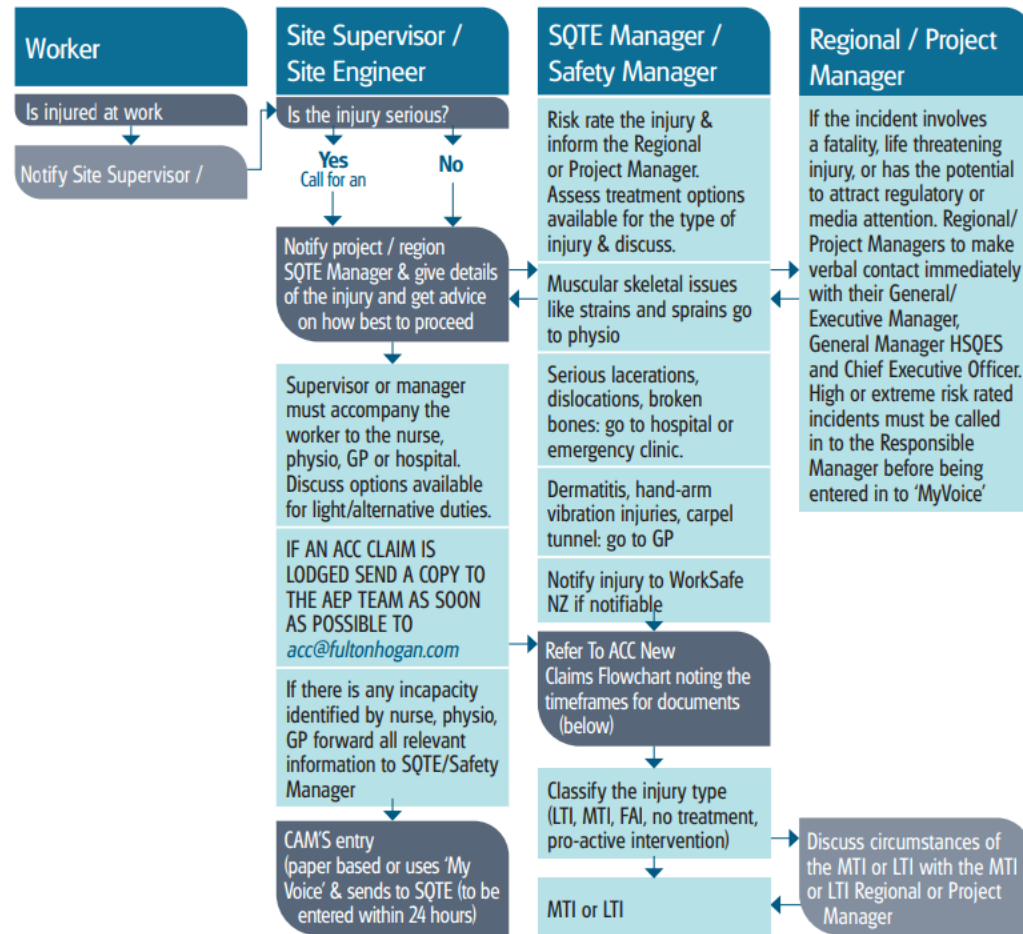 Worker
Is injured at work
Notify Site Supervisor /
Site Supervisor /
Site Engineer
Is the injury serious?
Yes
Call for an
No
Notify project / region
SQTE Manager & give details
of the injury and get advice
on how best to proceed
Supervisor or manager
must accompany the
worker to the nurse,
physio, GP or hospital.
Discuss options available
for light/alternative duties.
IF AN ACC CLAIM IS
LODGED SEND A COPY TO
THE AEP TEAM AS SOON
AS POSSIBLE TO
acc@fultonhogan.com
If there is any incapacity
identified by nurse, physio,
GP forward all relevant
information to SQTE/Safety
Manager
CAM'S entry
(paper based or uses 'My
Voice' & sends to SQTE (to be
entered within 24 hours)
SQTE Manager /
Safety Manager
Risk rate the injury &
inform the Regional
or Project Manager.
Assess treatment options
available for the type of
injury & discuss.
Muscular skeletal issues
like strains and sprains go
to physio
Serious lacerations,
dislocations, broken
bones: go to hospital or
emergency clinic.
Dermatitis, hand-arm
vibration injuries, carpel
tunnel: go to GP
Notify injury to WorkSafe
NZ if notifiable
Refer To ACC New
Claims Flowchart noting the
timeframes for documents
(below)
Classify the injury type
(LTI, MTI, FAI, no treatment,
pro-active intervention)
MTI or LTI
Regional / Project
Manager
If the incident involves
a fatality, life threatening
injury, or has the potential
to attract regulatory or
media attention. Regional/
Project Managers to make
verbal contact immediately
with their General/
Executive Manager,
General Manager HSQES
and Chief Executive Officer.
High or extreme risk rated
incidents must be called
in to the Responsible
Manager before being
entered in to 'MyVoice'
Discuss circumstances of
the MTI or LTI with the MTI
or LTI Regional or Project
Manager